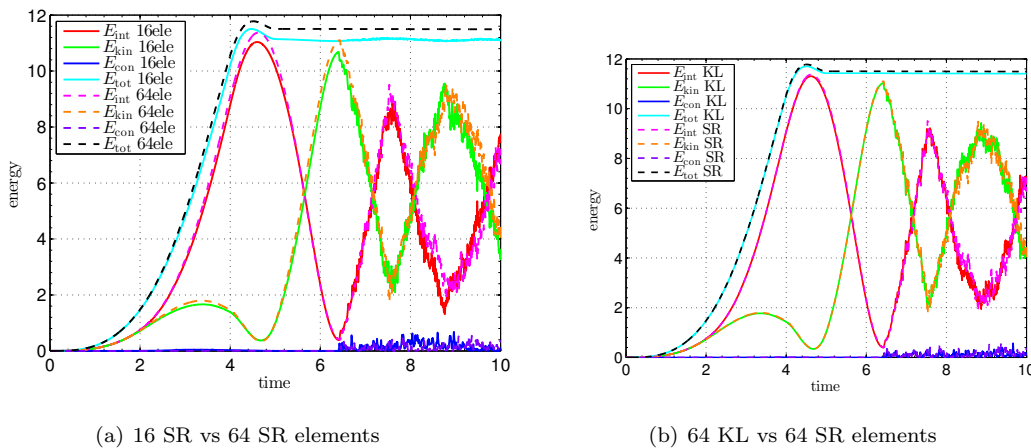 12
10
8
6
4
2
0
energy
E_int 16ele
E_kin 16ele
E_con 16ele
E_tot 16ele
E_int 64ele
E_kin 64ele
E_con 64ele
E_tot 64ele
0 2 4 6 8 10
time
(a) 16 SR vs 64 SR elements
12
10
8
6
4
2
0
energy
E_int KL
E_kin KL
E_con KL
E_tot KL
E_int SR
E_kin SR
E_con SR
E_tot SR
0 2 4 6 8 10
time
(b) 64 KL vs 64 SR elements